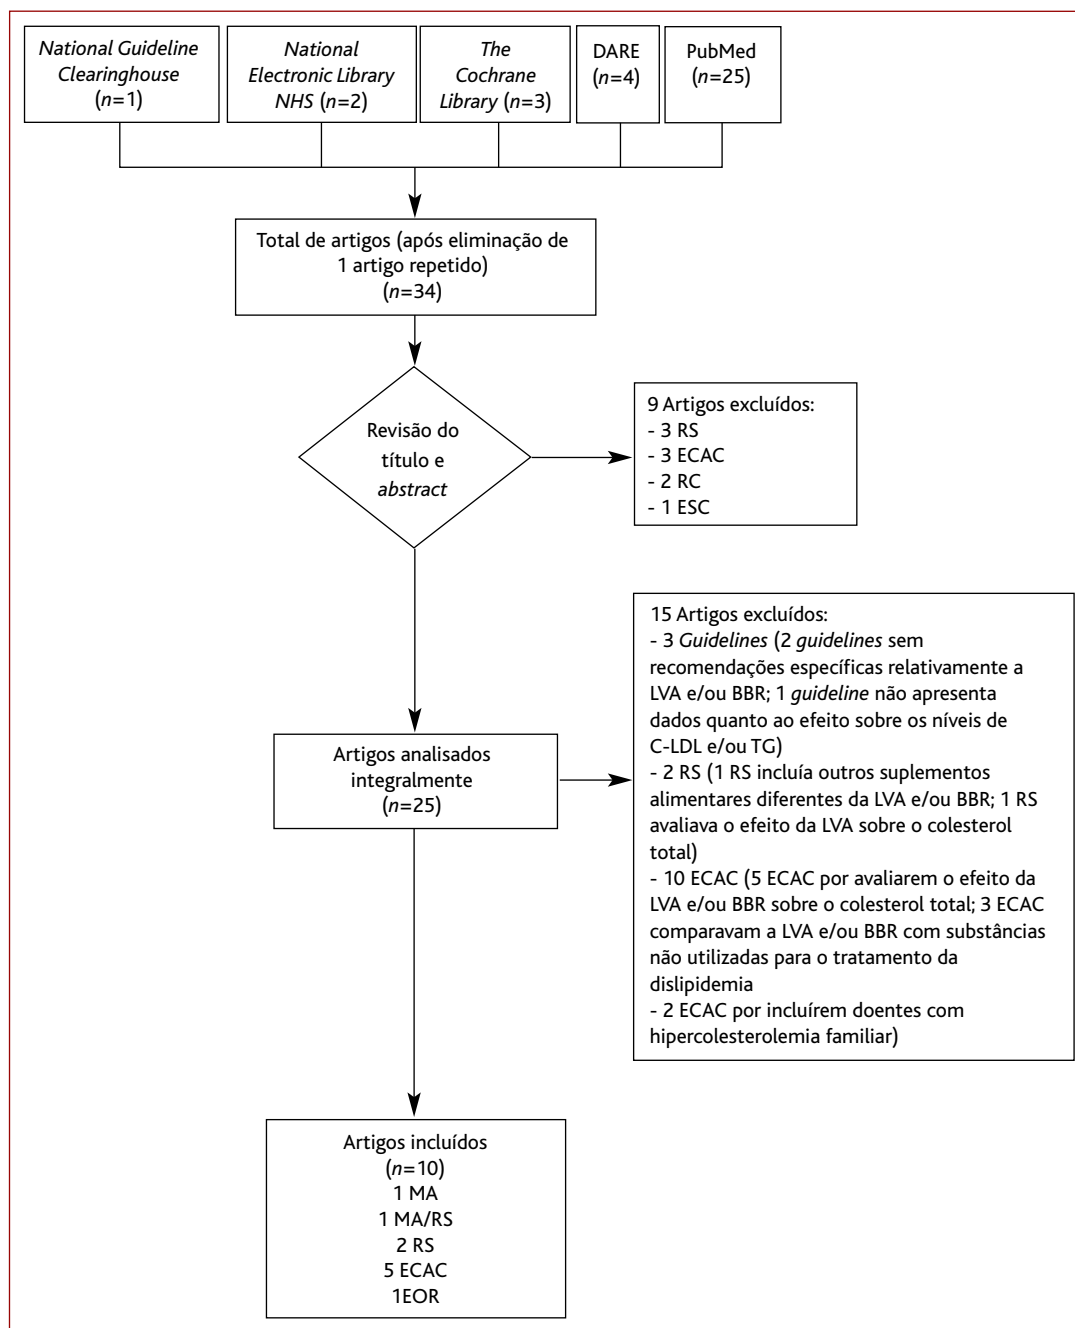 National Guideline
Clearinghouse
(n=1)
National
Electronic Library
NHS (n=2)
The
Cochrane
Library (n=3)
DARE
(n=4)
PubMed
(n=25)
Total de artigos (após eliminação de
1 artigo repetido)
(n=34)
Revisão do
título e
abstract
9 Artigos excluídos:
- 3 RS
- 3 ECAC
- 2 RC
- 1 ESC
Artigos analisados
integralmente
(n=25)
15 Artigos excluídos:
- 3 Guidelines (2 guidelines sem
recomendações específicas relativamente a
LVA e/ou BBR; 1 guideline não apresenta
dados quanto ao efeito sobre os níveis de
C-LDL e/ou TG)
- 2 RS (1 RS incluía outros suplementos
alimentares diferentes da LVA e/ou BBR; 1 RS
avaliava o efeito da LVA sobre o colesterol
total)
- 10 ECAC (5 ECAC por avaliarem o efeito da
LVA e/ou BBR sobre o colesterol total; 3 ECAC
comparavam a LVA e/ou BBR com substâncias
não utilizadas para o tratamento da
dislipidemia
- 2 ECAC por incluírem doentes com
hipercolesterolemia familiar)
Artigos incluídos
(n=10)
1 MA
1 MA/RS
2 RS
5 ECAC
1EOR